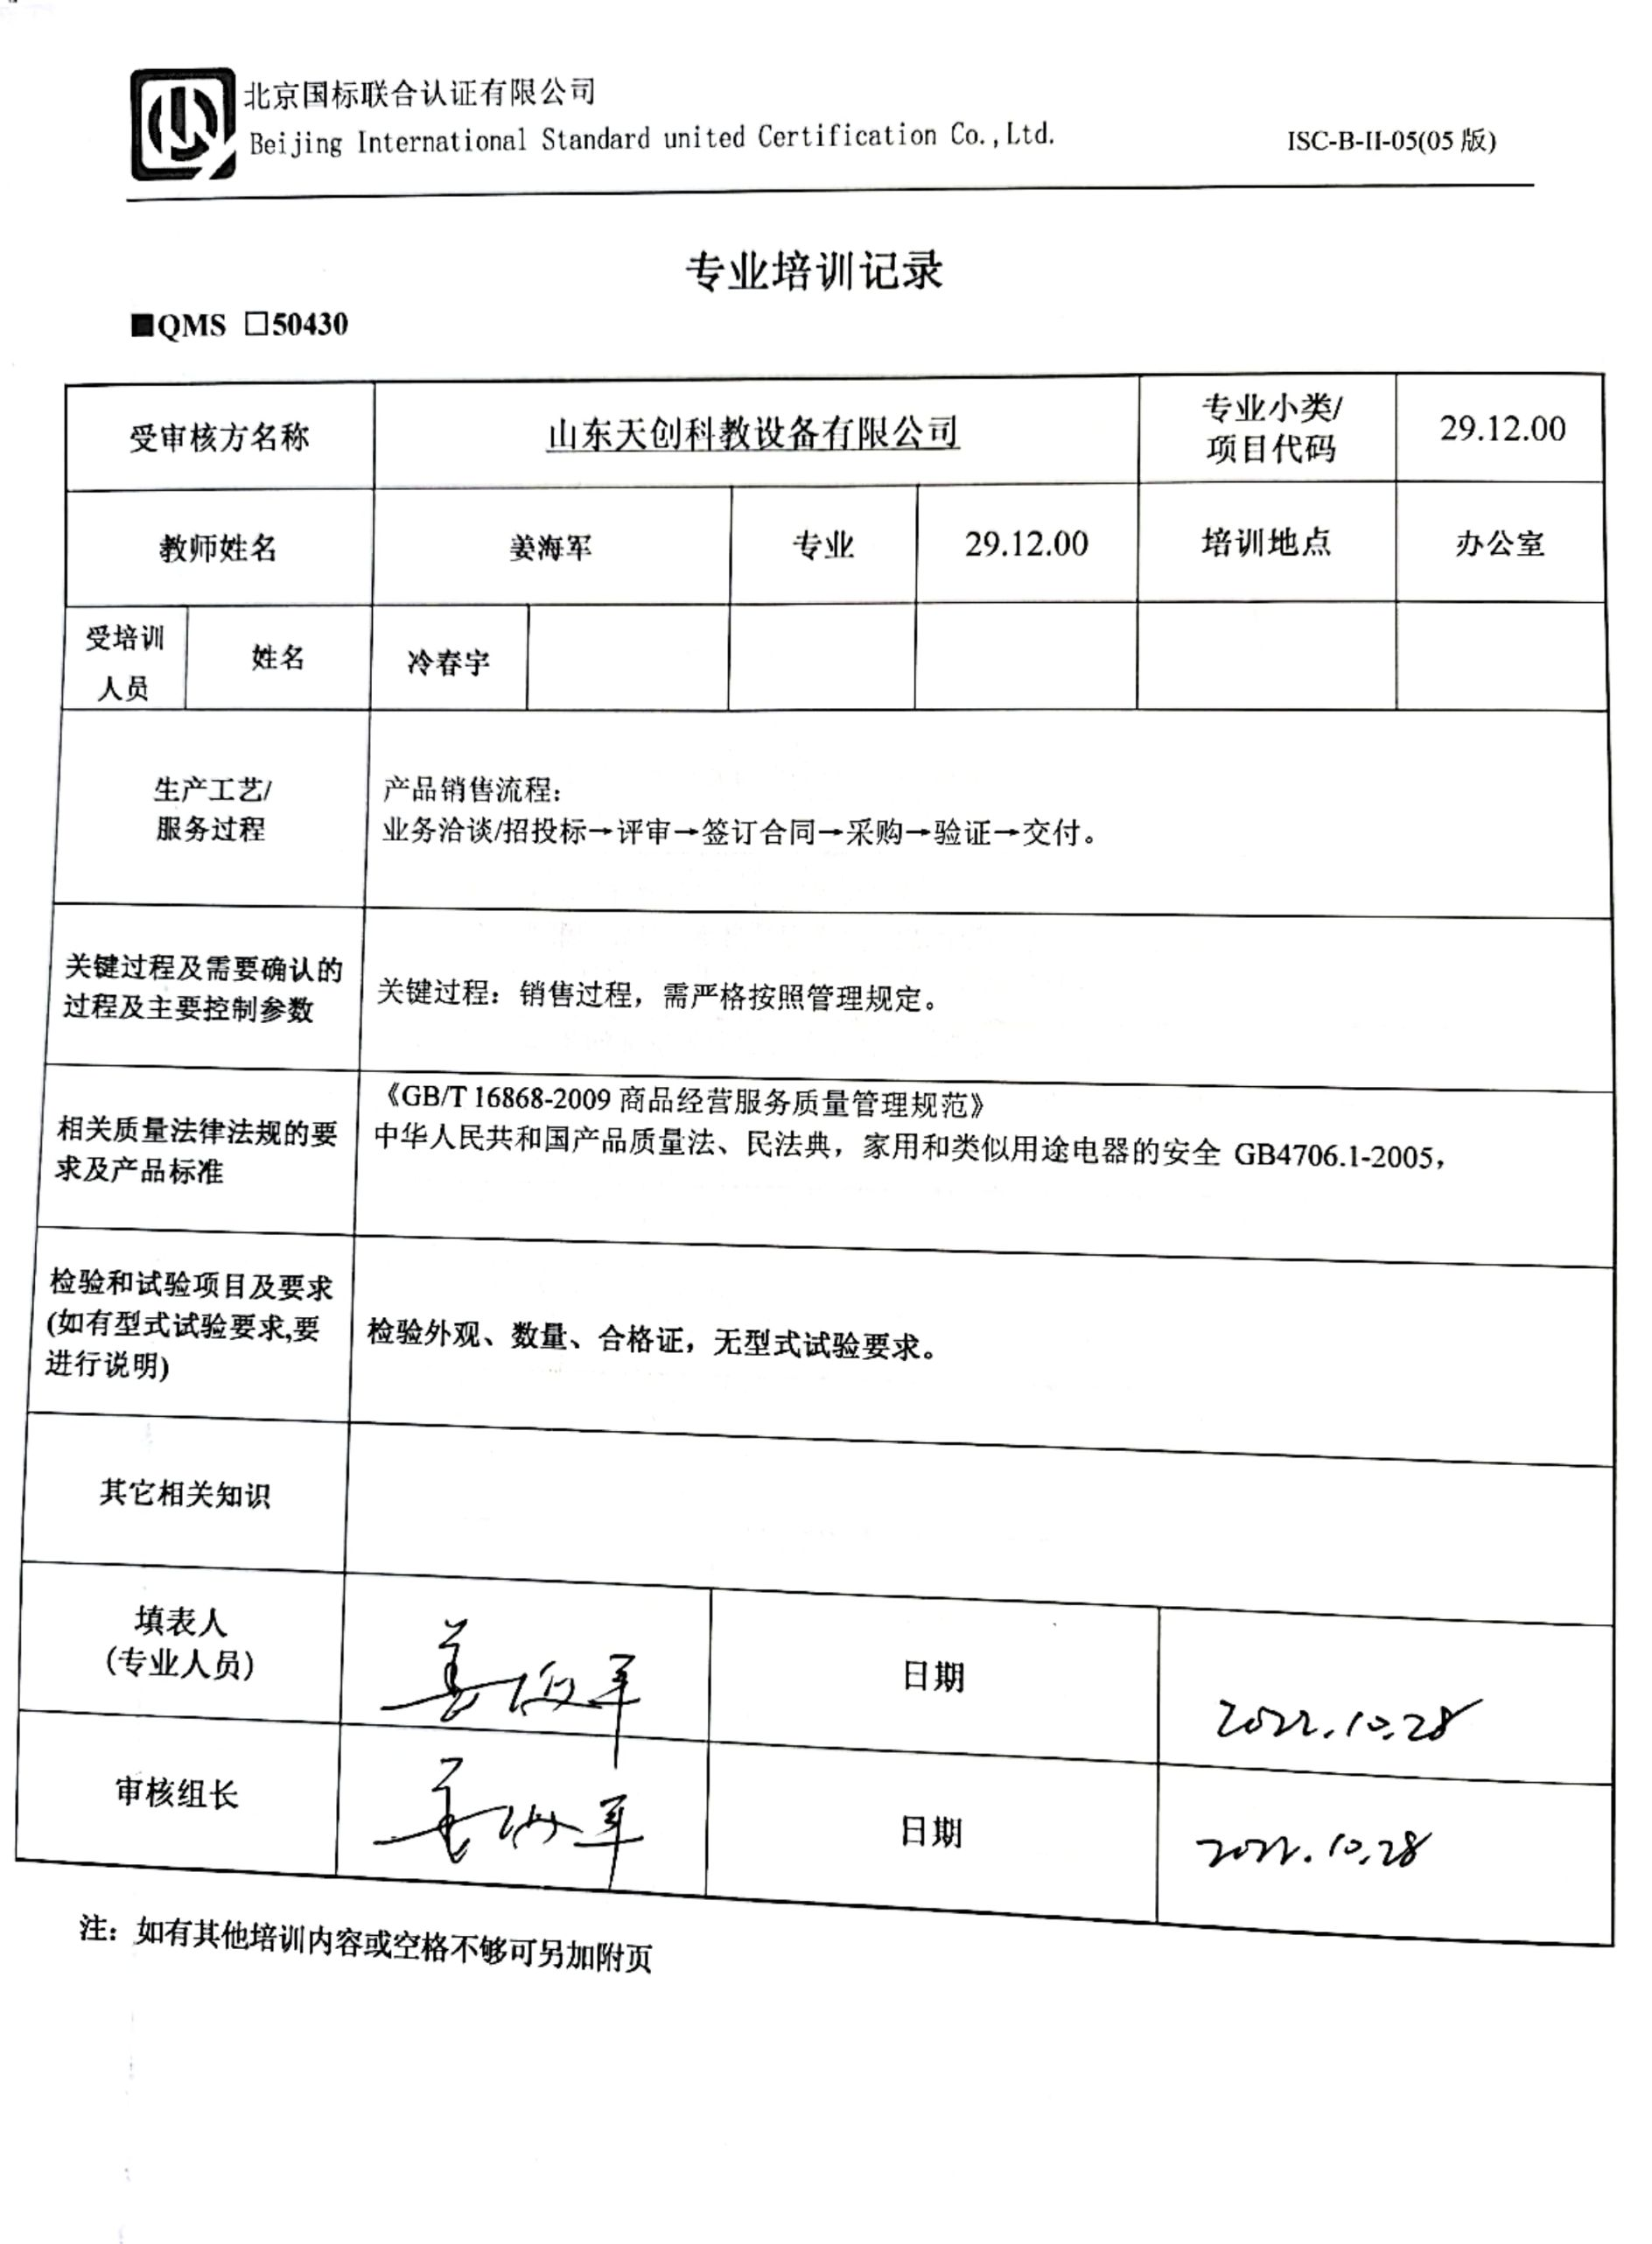 北京国标联合认证有限公司
Beijing International Standard united Certification Co.,Ltd.
ISC-B-II-05(05 版)
专业培训记录
■QMS □50430
受审核方名称
山东天创科教设备有限公司
专业小类/
项目代码
29.12.00
教师姓名
姜海军
专业
29.12.00
培训地点
办公室
受培训
人员
姓名
冷春宇
生产工艺/
服务过程
产品销售流程：
业务洽谈/招投标→评审→签订合同→采购→验证→交付。
关键过程及需要确认的
过程及主要控制参数
关键过程：销售过程，需严格按照管理规定。
相关质量法律法规的要
求及产品标准
《GB/T 16868-2009 商品经营服务质量管理规范》
中华人民共和国产品质量法、民法典，家用和类似用途电器的安全 GB4706.1-2005，
检验和试验项目及要求
(如有型式试验要求,要
进行说明)
检验外观、数量、合格证，无型式试验要求。
其它相关知识
填表人
（专业人员）
姜海军
日期
2022.10.28
审核组长
姜海军
日期
2022.10.28
注：如有其他培训内容或空格不够可另加附页